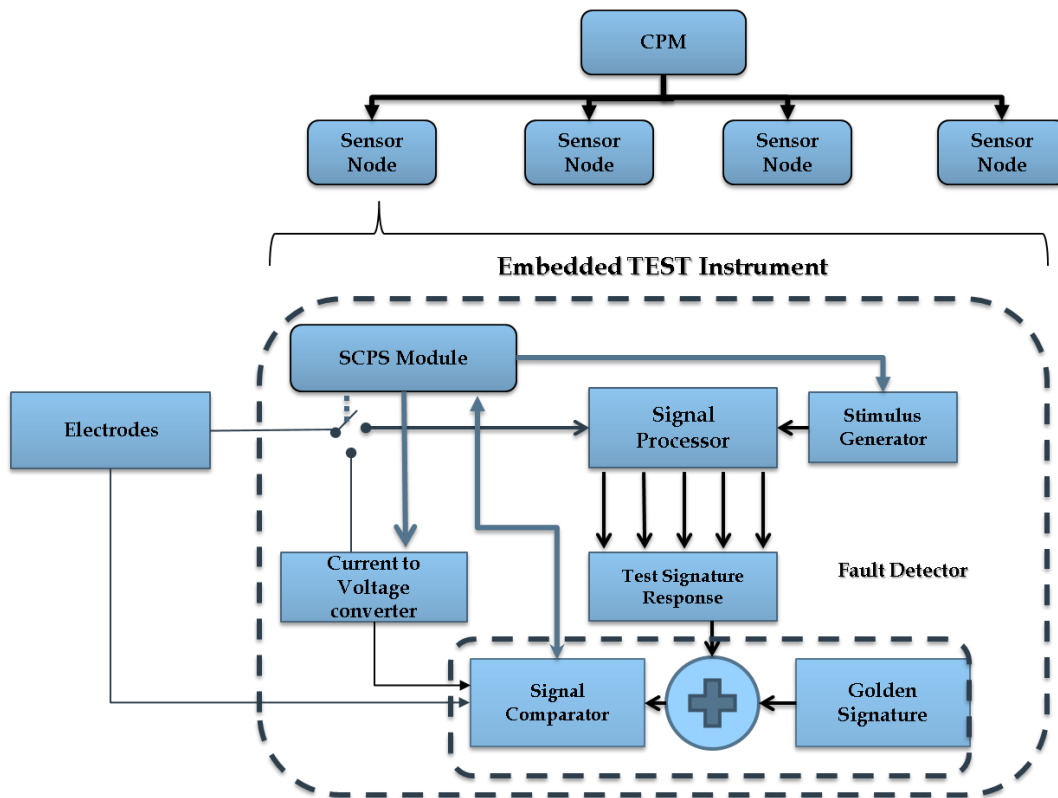 CPM
Sensor
Node
Sensor
Node
Sensor
Node
Sensor
Node
Embedded TEST Instrument
SCPS Module
Electrodes
Signal
Processor
Stimulus
Generator
Current to
Voltage
converter
Test Signature
Response
Fault Detector
Signal
Comparator
Golden
Signature